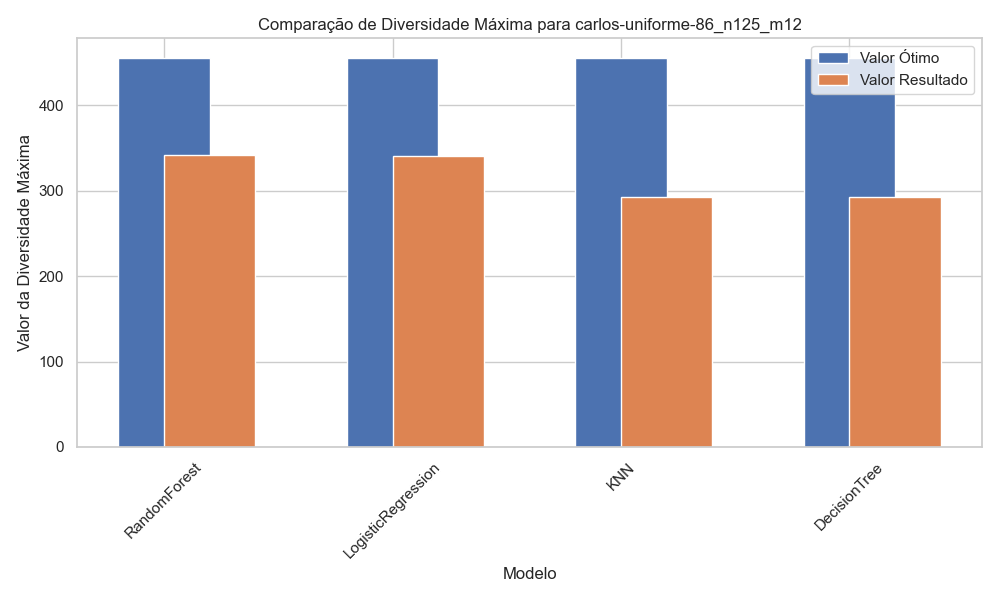 Comparação de Diversidade Máxima para carlos-uniforme-86_n125_m12
Valor Ótimo
Valor Resultado
Valor da Diversidade Máxima
400
300
200
100
0
RandomForest
LogisticRegression
KNN
DecisionTree
Modelo